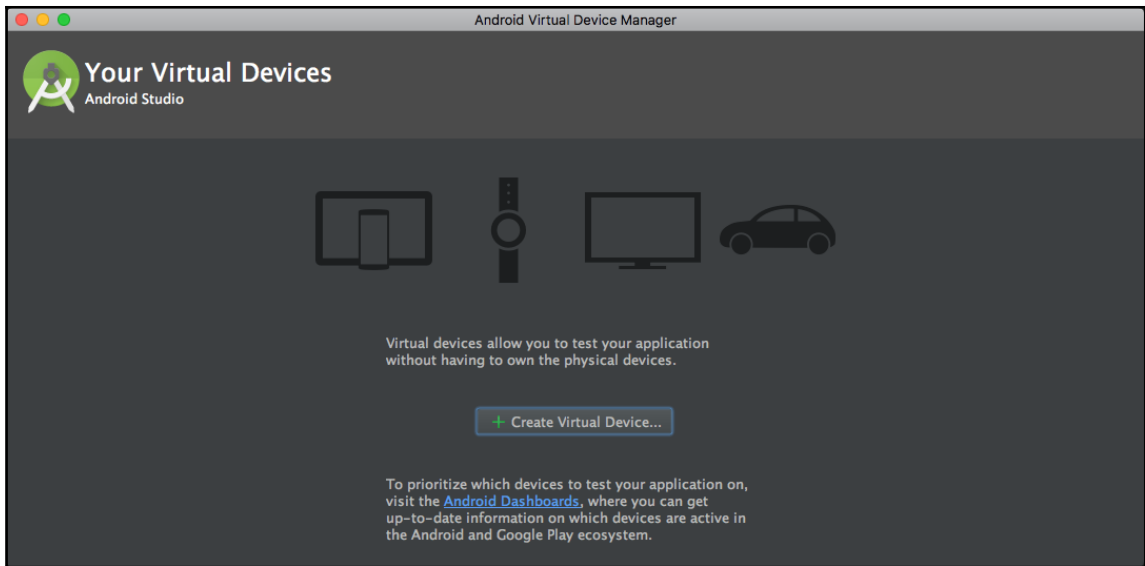 Android Virtual Device Manager
Your Virtual Devices
Android Studio
Virtual devices allow you to test your application
without having to own the physical devices.
+ Create Virtual Device...
To prioritize which devices to test your application on,
visit the Android Dashboards, where you can get
up-to-date information on which devices are active in
the Android and Google Play ecosystem.